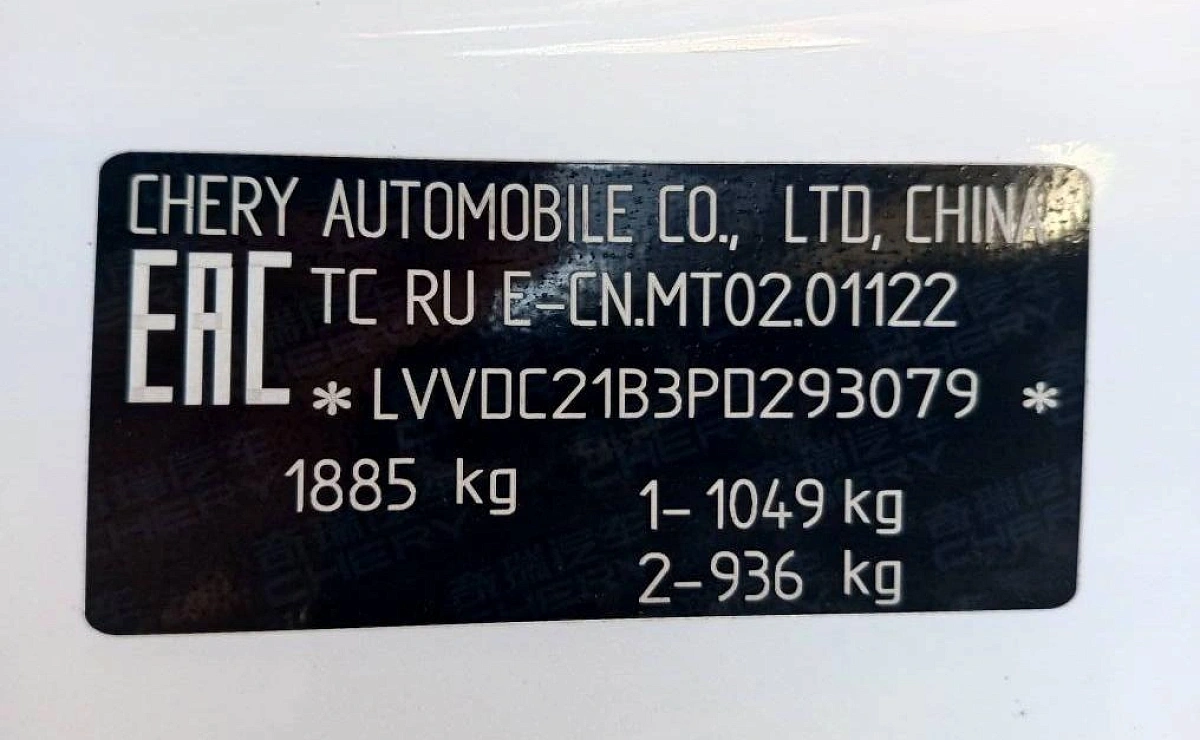 CHERY AUTOMOBILE CO., LTD, CHINA
EAC TC RU E-CN.MT02.01122
* LVVDC21B3PD293079 *
1885 kg 1- 1049 kg
2-936 kg